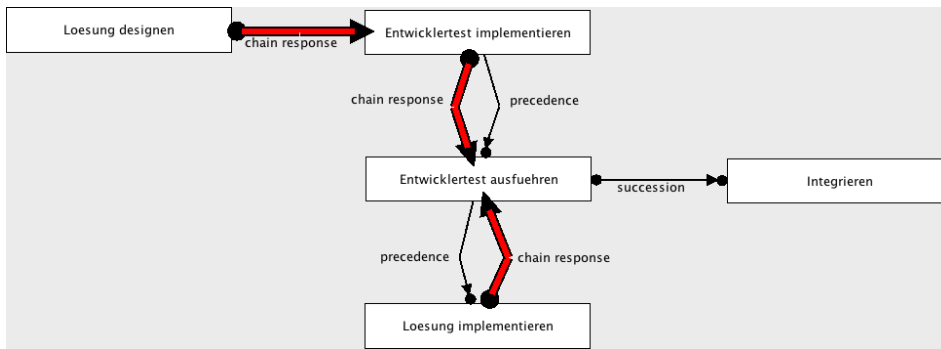 Loesung designen
chain response
Entwicklertest implementieren
chain response
precedence
Entwicklertest ausfuehren
succession
Integrieren
precedence
chain response
Loesung implementieren